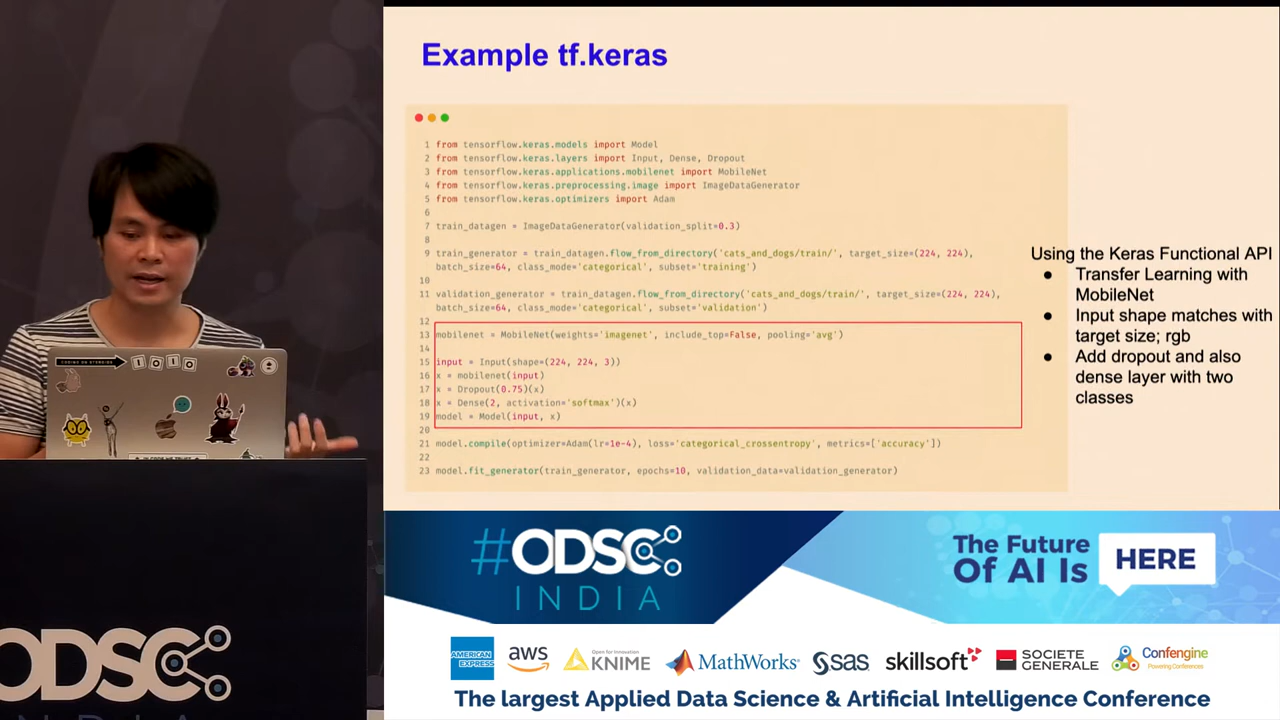 Example tf.keras
1 from tensorflow.keras.models import Model
2 from tensorflow.keras.layers import Input, Dense, Dropout
3 from tensorflow.keras.applications.mobilenet import MobileNet
4 from tensorflow.keras.preprocessing.image import ImageDataGenerator
5 from tensorflow.keras.optimizers import Adam
6
7 train_datagen = ImageDataGenerator(validation_split=0.3)
8
9 train_generator = train_datagen.flow_from_directory('cats_and_dogs/train/', target_size=(224, 224),
batch_size=64, class_mode='categorical', subset='training')
10
11 validation_generator = train_datagen.flow_from_directory('cats_and_dogs/train/', target_size=(224, 224),
batch_size=64, class_mode='categorical', subset='validation')
12
13 mobilenet = MobileNet(weights='imagenet', include_top=False, pooling='avg')
14
15 input = Input(shape=(224, 224, 3))
16 x = mobilenet(input)
17 x = Dropout(0.75)(x)
18 x = Dense(2, activation='softmax')(x)
19 model = Model(input, x)
20
21 model.compile(optimizer=Adam(lr=1e-4), loss='categorical_crossentropy', metrics=['accuracy'])
22
23 model.fit_generator(train_generator, epochs=10, validation_data=validation_generator)
Using the Keras Functional API
● Transfer Learning with
MobileNet
● Input shape matches with
target size; rgb
● Add dropout and also
dense layer with two
classes
1010
ODSC
#ODSC
INDIA
The Future
Of AI Is
HERE
AMERICAN
EXPRESS
aws
Open for Innovation
KNIME
MathWorks
sas
skillsoft
SOCIETE
GENERALE
Confengine
Powering Conferences
The largest Applied Data Science & Artificial Intelligence Conference